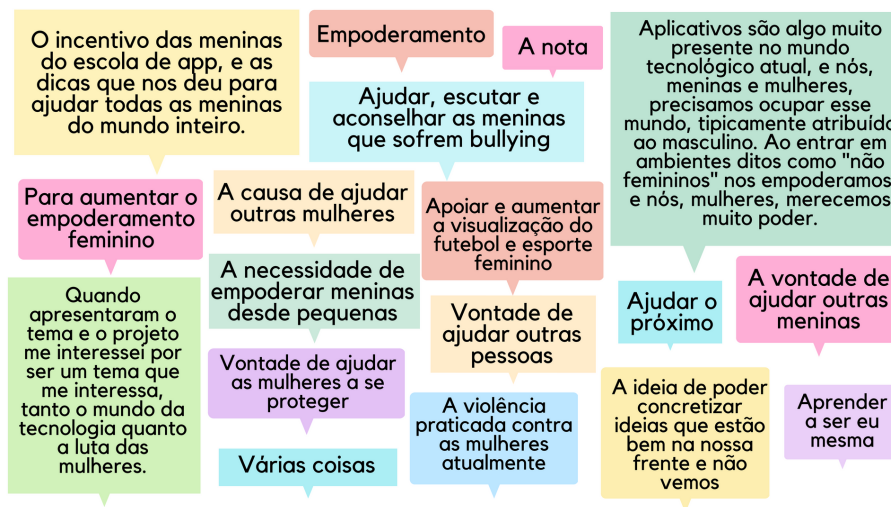 O incentivo das meninas
do escola de app, e as
dicas que nos deu para
ajudar todas as meninas
do mundo inteiro.
Empoderamento
A nota
Ajudar, escutar e
aconselhar as meninas
que sofrem bullying
Aplicativos são algo muito
presente no mundo
tecnológico atual, e nós,
meninas e mulheres,
precisamos ocupar esse
mundo, tipicamente atribuído
ao masculino. Ao entrar em
ambientes ditos como "não
femininos" nos empoderamos
e nós, mulheres, merecemos
muito poder.
Para aumentar o
empoderamento
feminino
A causa de ajudar
outras mulheres
Apoiar e aumentar
a visualização do
futebol e esporte
feminino
A necessidade de
empoderar meninas
desde pequenas
Ajudar o
próximo
A vontade de
ajudar outras
meninas
Quando
apresentaram o
tema e o projeto
me interessei por
ser um tema que
me interessa,
tanto o mundo da
tecnologia quanto
a luta das
mulheres.
Vontade de
ajudar outras
pessoas
Vontade de ajudar
as mulheres a se
proteger
A violência
praticada contra
as mulheres
atualmente
A ideia de poder
concretizar
ideias que estão
bem na nossa
frente e não
vemos
Aprender
a ser eu
mesma
Várias coisas